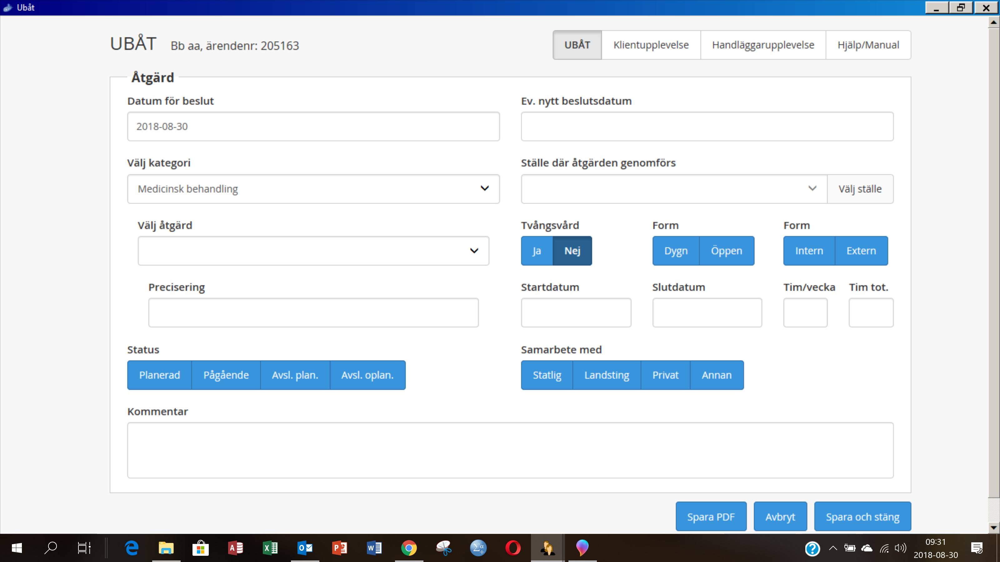 Ubåt
UBÅT Bb aa, ärendenr: 205163
UBÅT Klientupplevelse Handläggarupplevelse Hjälp/Manual
Åtgärd
Datum för beslut Ev. nytt beslutsdatum
2018-08-30
Välj kategori Ställe där åtgärden genomförs
Medicinsk behandling Välj ställe
Välj åtgärd Tvångsvård Form Form
Ja Nej Dygn Öppen Intern Extern
Precisering Startdatum Slutdatum Tim/vecka Tim tot.
Status Samarbete med
Planerad Pågående Avsl. plan. Avsl. oplan. Statlig Landsting Privat Annan
Kommentar
Spara PDF Avbryt Spara och stäng
09:31
2018-08-30